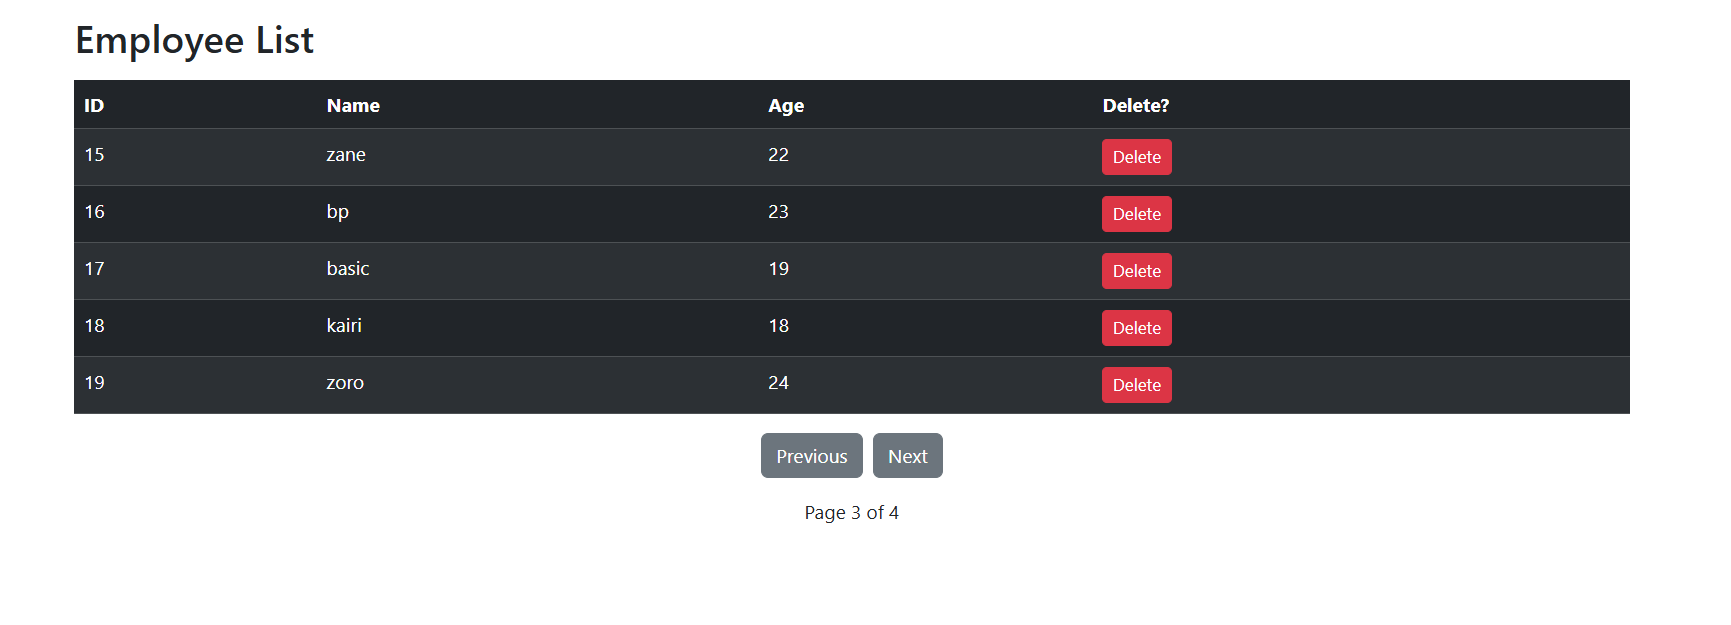 Employee List
ID Name Age Delete?
15 zane 22 Delete
16 bp 23 Delete
17 basic 19 Delete
18 kairi 18 Delete
19 zoro 24 Delete
Previous Next
Page 3 of 4